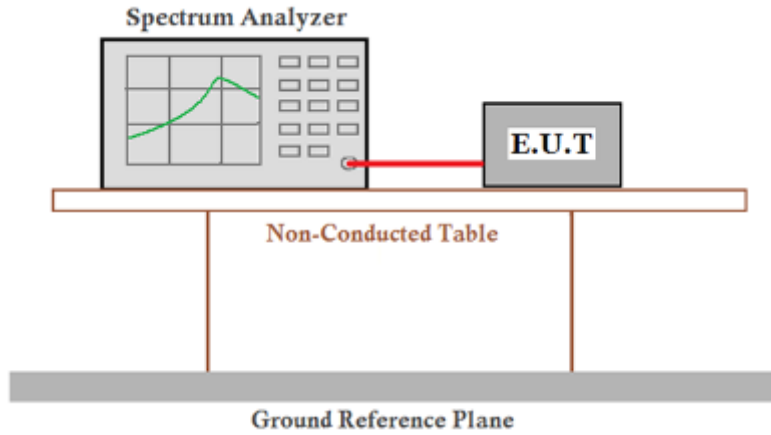 Spectrum Analyzer
E.U.T
Non-Conducted Table
Ground Reference Plane